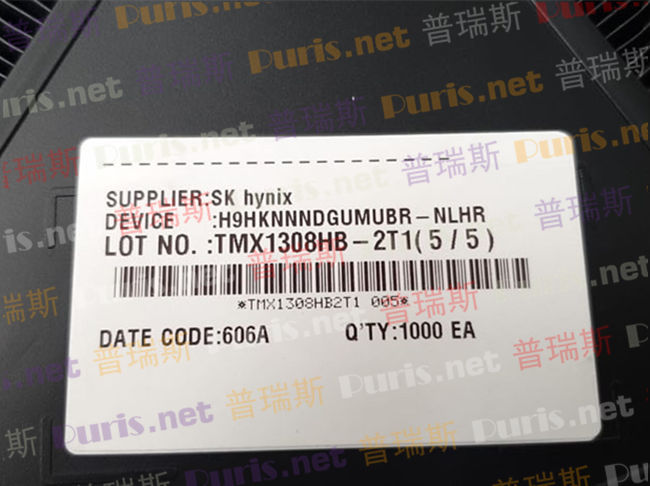 SUPPLIER:SK hynix
DEVICE :H9HKNNNDGUMUBR-NLHR
LOT NO. :TMX1308HB-2T1(5/5)
*TMX1308HB2T1 005*
DATE CODE:606A Q'TY:1000 EA
Puris.net 普瑞斯